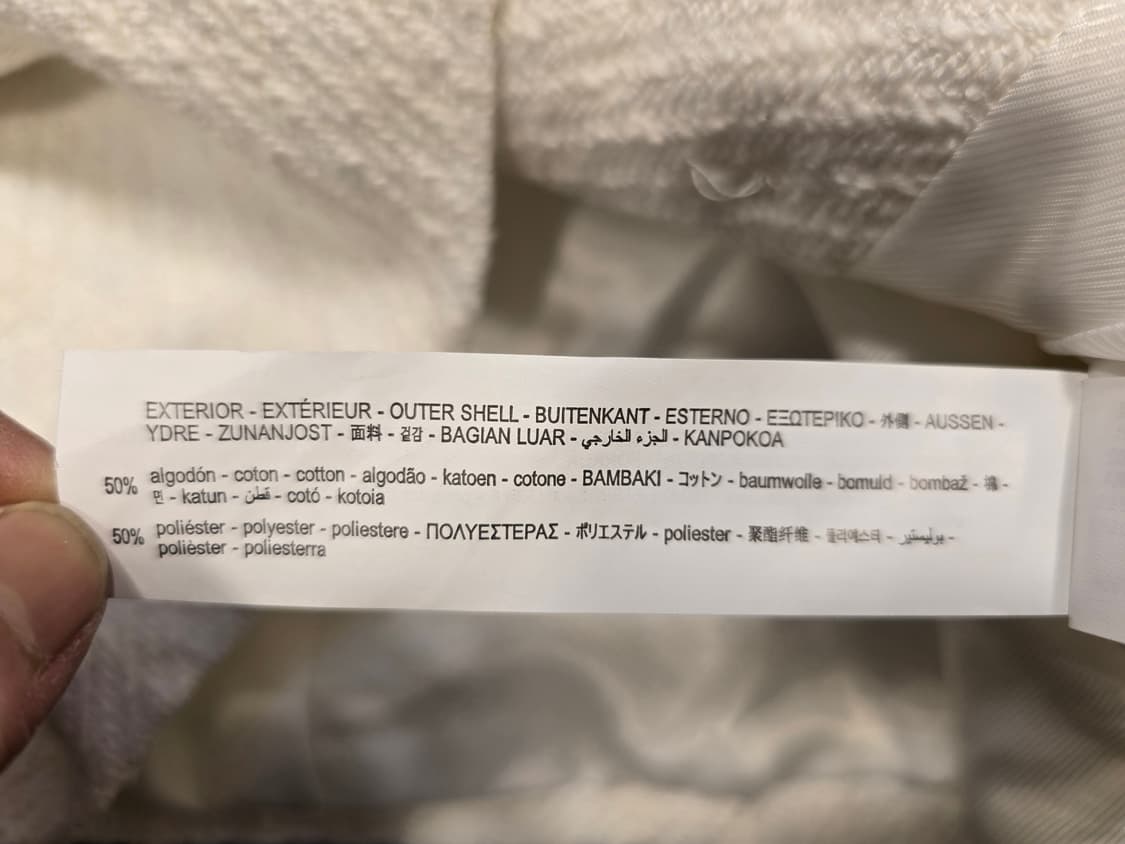 EXTERIOR - EXTÉRIEUR - OUTER SHELL - BUITENKANT - ESTERNO - ΕΞΩΤΕΡΙΚΟ - 外側 - AUSSEN -
YDRE - ZUNANJOST - 面料 - 겉감 - BAGIAN LUAR - الجزء الخارجي - KANPOKOA
50% algodón - coton - cotton - algodão - katoen - cotone - BAMBAKI - コットン - baumwolle - bomuld - bombaž - 棉 -
면 - katun - قطن - cotó - kotoia
50% poliéster - polyester - poliestere - ΠΟΛΥΕΣΤΕΡΑΣ - ポリエステル - poliester - 聚酯纤维 - 폴리에스터 - بوليستير -
polièster - poliesterra